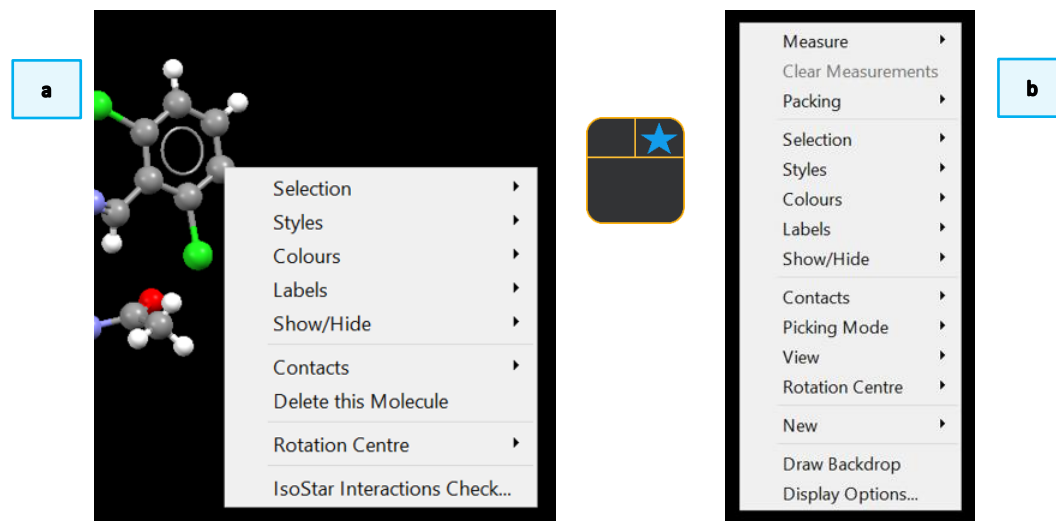 a
Selection
Styles
Colours
Labels
Show/Hide
Contacts
Delete this Molecule
Rotation Centre
IsoStar Interactions Check...
Measure
Clear Measurements
Packing
Selection
Styles
Colours
Labels
Show/Hide
Contacts
Picking Mode
View
Rotation Centre
New
Draw Backdrop
Display Options...
b